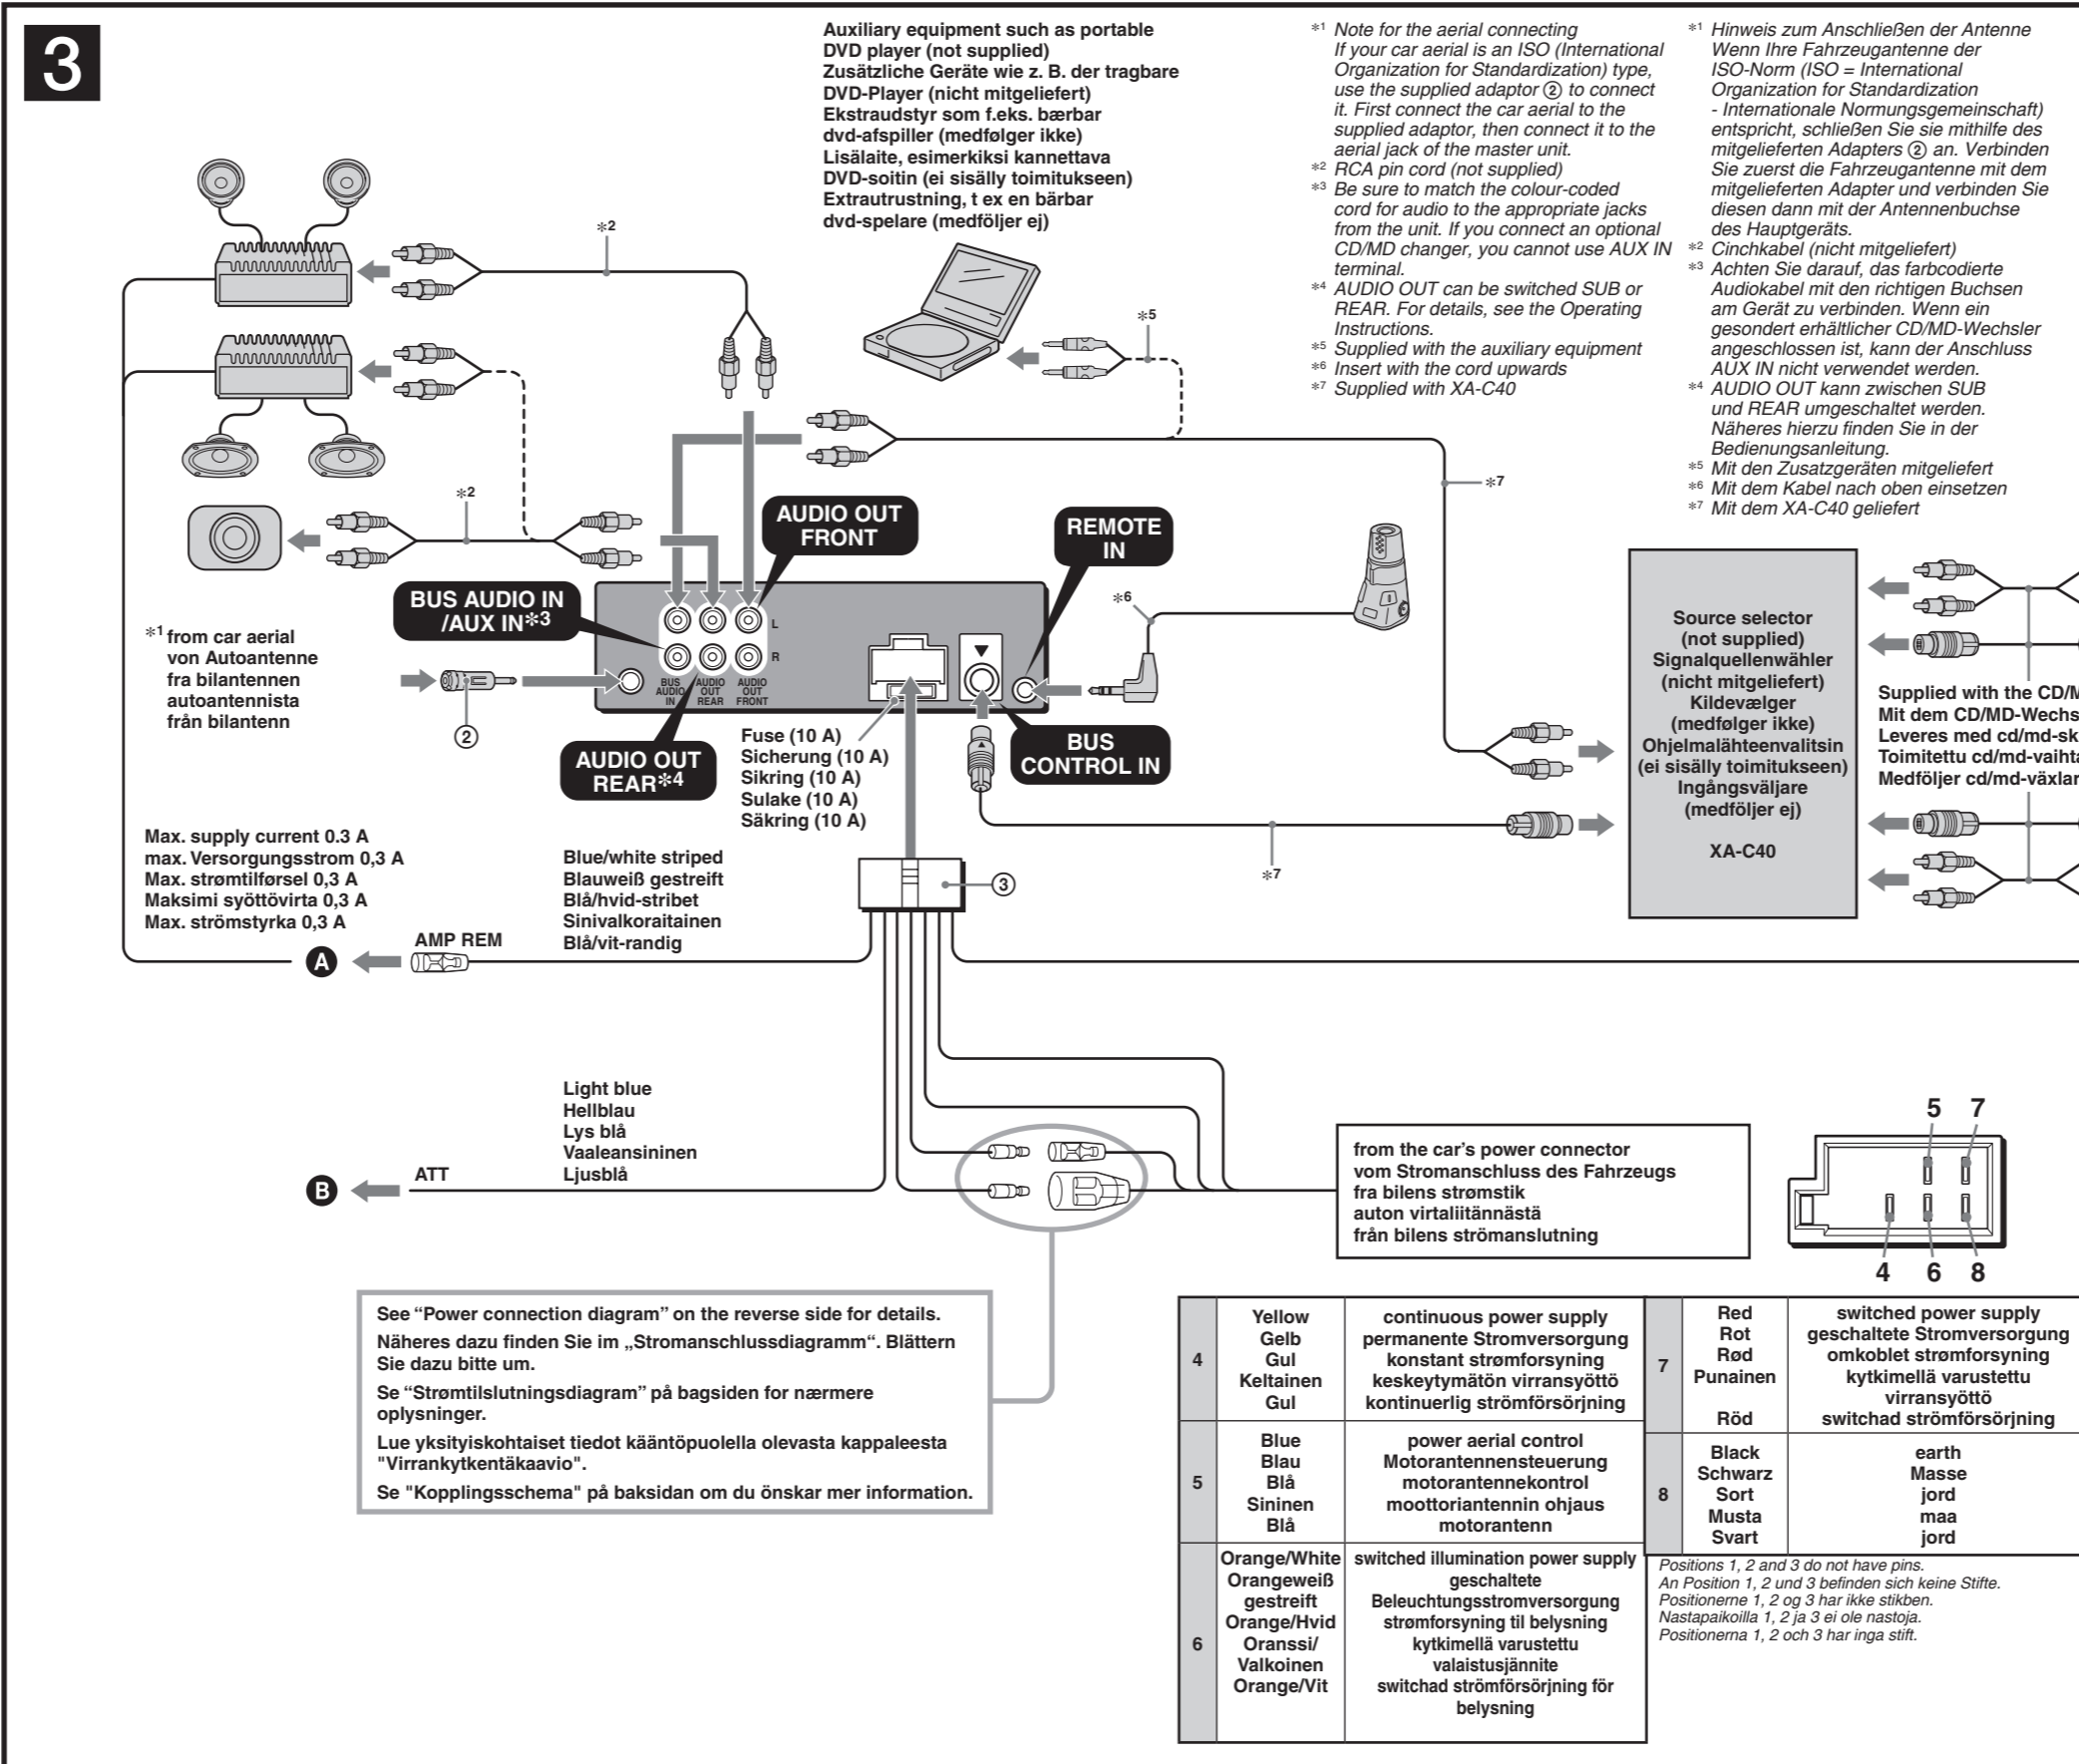 3
Auxiliary equipment such as portable
DVD player (not supplied)
Zusätzliche Geräte wie z. B. der tragbare
DVD-Player (nicht mitgeliefert)
Ekstraudstyr som f.eks. bærbar
dvd-afspiller (medfølger ikke)
Lisälaite, esimerkiksi kannettava
DVD-soitin (ei sisälly toimitukseen)
Extrautrustning, t ex en bärbar
dvd-spelare (medföljer ej)
*1 Note for the aerial connecting
If your car aerial is an ISO (International
Organization for Standardization) type,
use the supplied adaptor ② to connect
it. First connect the car aerial to the
supplied adaptor, then connect it to the
aerial jack of the master unit.
*2 RCA pin cord (not supplied)
*3 Be sure to match the colour-coded
cord for audio to the appropriate jacks
from the unit. If you connect an optional
CD/MD changer, you cannot use AUX IN
terminal.
*4 AUDIO OUT can be switched SUB or
REAR. For details, see the Operating
Instructions.
*5 Supplied with the auxiliary equipment
*6 Insert with the cord upwards
*7 Supplied with XA-C40
*1 Hinweis zum Anschließen der Antenne
Wenn Ihre Fahrzeugantenne der
ISO-Norm (ISO = International
Organization for Standardization
- Internationale Normungsgemeinschaft)
entspricht, schließen Sie sie mithilfe des
mitgelieferten Adapters ② an. Verbinden
Sie zuerst die Fahrzeugantenne mit dem
mitgelieferten Adapter und verbinden Sie
diesen dann mit der Antennenbuchse
des Hauptgeräts.
*2 Cinchkabel (nicht mitgeliefert)
*3 Achten Sie darauf, das farbcodierte
Audiokabel mit den richtigen Buchsen
am Gerät zu verbinden. Wenn ein
gesondert erhältlicher CD/MD-Wechsler
angeschlossen ist, kann der Anschluss
AUX IN nicht verwendet werden.
*4 AUDIO OUT kann zwischen SUB
und REAR umgeschaltet werden.
Näheres hierzu finden Sie in der
Bedienungsanleitung.
*5 Mit den Zusatzgeräten mitgeliefert
*6 Mit dem Kabel nach oben einsetzen
*7 Mit dem XA-C40 geliefert
*2
*5
*2
*7
AUDIO OUT
FRONT
REMOTE
IN
BUS AUDIO IN
/AUX IN*3
*6
L
R
BUS
AUDIO
IN
AUDIO
OUT
REAR
AUDIO
OUT
FRONT
*1 from car aerial
von Autoantenne
fra bilantennen
autoantennista
från bilantenn
②
AUDIO OUT
REAR*4
Fuse (10 A)
Sicherung (10 A)
Sikring (10 A)
Sulake (10 A)
Säkring (10 A)
BUS
CONTROL IN
Source selector
(not supplied)
Signalquellenwähler
(nicht mitgeliefert)
Kildevælger
(medfølger ikke)
Ohjelmalähteenvalitsin
(ei sisälly toimitukseen)
Ingångsväljare
(medföljer ej)
XA-C40
Supplied with the CD/M
Mit dem CD/MD-Wechs
Leveres med cd/md-sk
Toimitettu cd/md-vaihta
Medföljer cd/md-växlar
*7
③
Max. supply current 0.3 A
max. Versorgungsstrom 0,3 A
Max. strømtilførsel 0,3 A
Maksimi syöttövirta 0,3 A
Max. strömstyrka 0,3 A
Blue/white striped
Blauweiß gestreift
Blå/hvid-stribet
Sinivalkoraitainen
Blå/vit-randig
A
AMP REM
Light blue
Hellblau
Lys blå
Vaaleansininen
Ljusblå
B
ATT
from the car's power connector
vom Stromanschluss des Fahrzeugs
fra bilens strømstik
auton virtaliitännästä
från bilens strömanslutning
5 7
4 6 8
See “Power connection diagram” on the reverse side for details.
Näheres dazu finden Sie im „Stromanschlussdiagramm“. Blättern
Sie dazu bitte um.
Se “Strømtilslutningsdiagram” på bagsiden for nærmere
oplysninger.
Lue yksityiskohtaiset tiedot kääntöpuolella olevasta kappaleesta
"Virrankytkentäkaavio".
Se "Kopplingsschema" på baksidan om du önskar mer information.
4
Yellow continuous power supply
Gelb permanente Stromversorgung
Gul konstant strømforsyning
Keltainen keskeytymätön virransyöttö
Gul kontinuerlig strömförsörjning
5
Blue power aerial control
Blau Motorantennensteuerung
Blå motorantennekontrol
Sininen moottoriantennin ohjaus
Blå motorantenn
6
Orange/White switched illumination power supply
Orangeweiß geschaltete
gestreift Beleuchtungsstromversorgung
Orange/Hvid strømforsyning til belysning
Oranssi/ kytkimellä varustettu
Valkoinen valaistusjännite
Orange/Vit switchad strömförsörjning för
belysning
7
Red switched power supply
Rot geschaltete Stromversorgung
Rød omkoblet strømforsyning
Punainen kytkimellä varustettu
virransyöttö
Röd switchad strömförsörjning
8
Black earth
Schwarz Masse
Sort jord
Musta maa
Svart jord
Positions 1, 2 and 3 do not have pins.
An Position 1, 2 und 3 befinden sich keine Stifte.
Positionerne 1, 2 og 3 har ikke stikben.
Nastapaikoilla 1, 2 ja 3 ei ole nastoja.
Positionerna 1, 2 och 3 har inga stift.